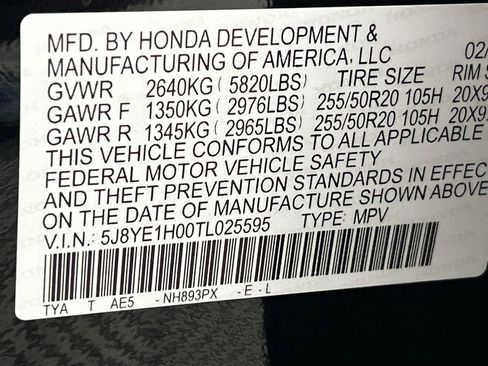 MFD. BY HONDA DEVELOPMENT &
MANUFACTURING OF AMERICA, LLC 02/
GVWR 2640KG ( 5820LBS) TIRE SIZE RIM S
GAWR F 1350KG ( 2976LBS) 255/50R20 105H 20X9
GAWR R 1345KG ( 2965LBS) 255/50R20 105H 20X9
THIS VEHICLE CONFORMS TO ALL APPLICABLE
FEDERAL MOTOR VEHICLE SAFETY
AND THEFT PREVENTION STANDARDS IN EFFEC
ON THE DATE OF MANUFACTURE SHOWN ABOVE
V.I.N.: 5J8YE1H00TL025595 TYPE: MPV
TYA T AE5 - NH893PX - E - L